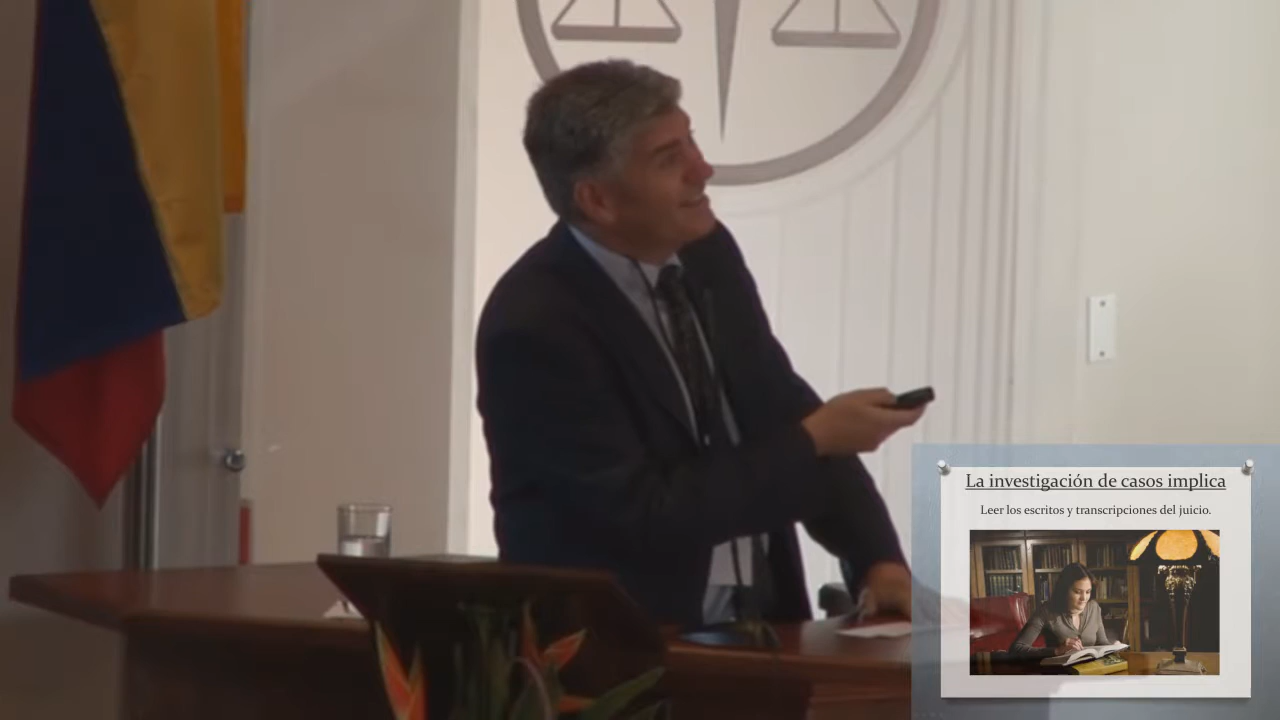 La investigación de casos implica
Leer los escritos y transcripciones del juicio.